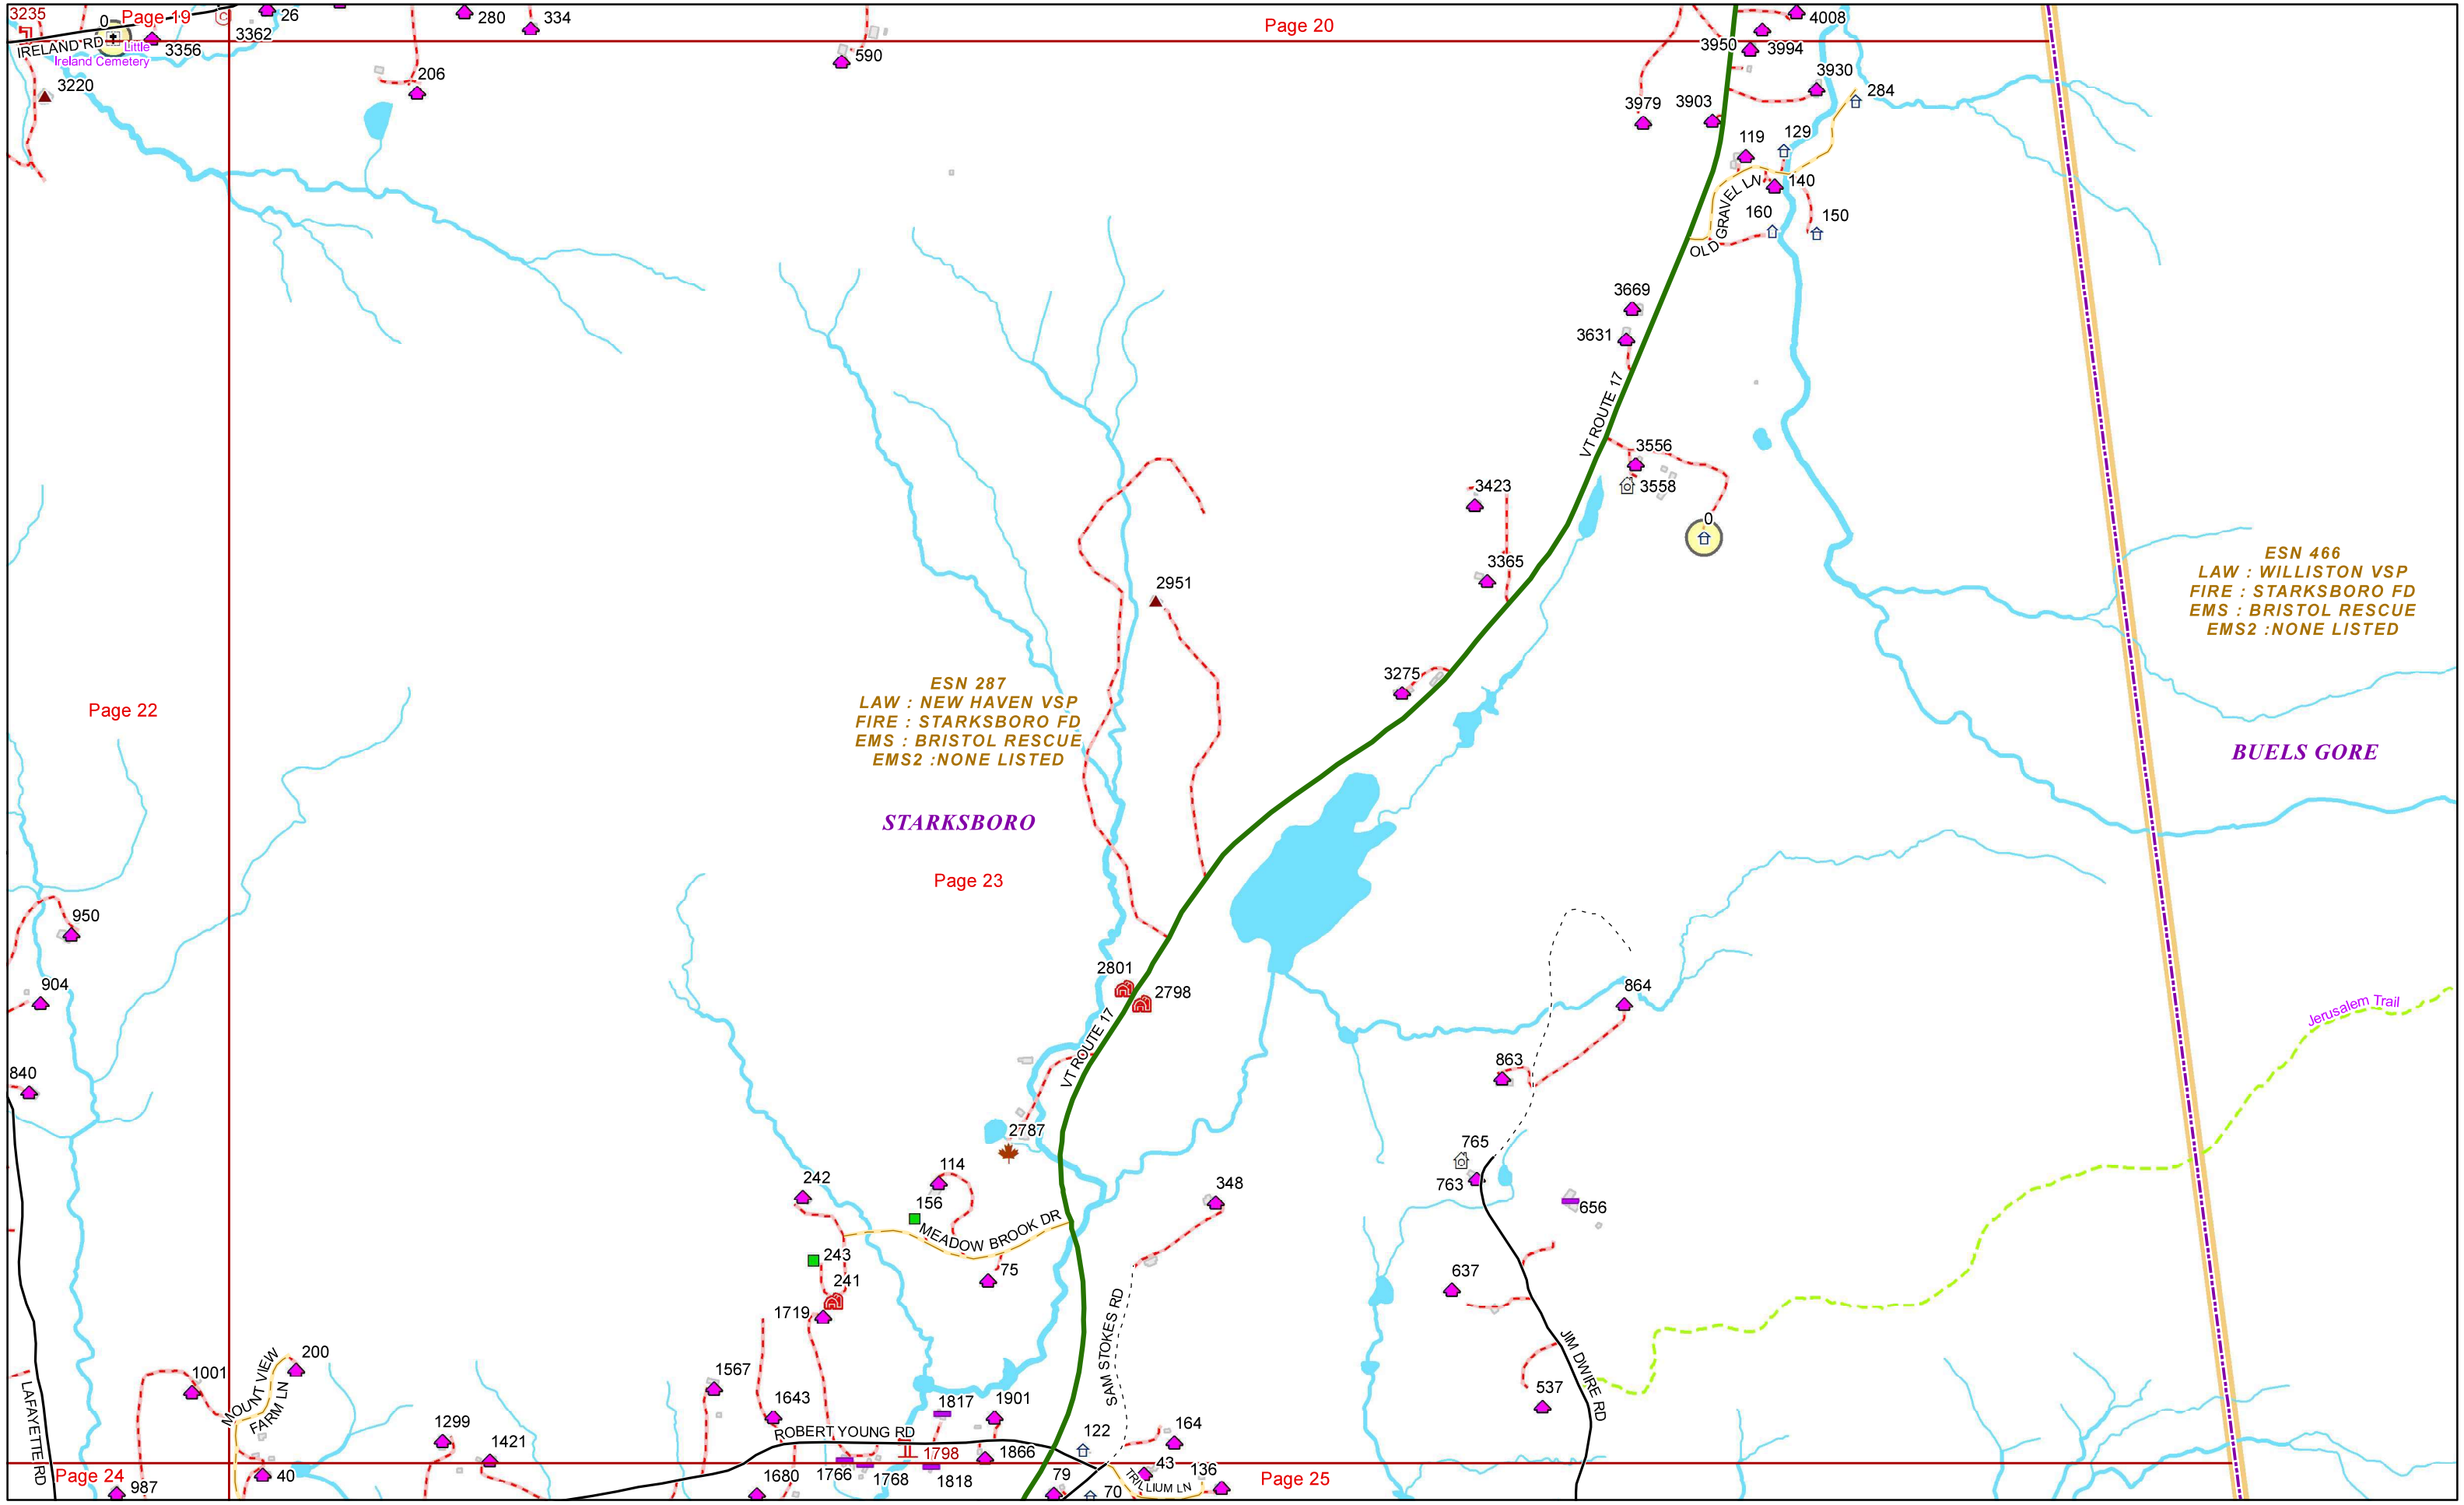 3235
0
Page 19
26
280
334
Page 20
4008
IRELAND RD
Little
Ireland Cemetery
3356
3362
590
3950
3994
3220
206
3930
284
3979
3903
119
129
140
OLD GRAVEL LN
160
150
3669
3631
VT ROUTE 17
3556
3558
3423
0
3365
2951
ESN 466
LAW : WILLISTON VSP
FIRE : STARKSBORO FD
EMS : BRISTOL RESCUE
EMS2 :NONE LISTED
3275
ESN 287
LAW : NEW HAVEN VSP
FIRE : STARKSBORO FD
EMS : BRISTOL RESCUE
EMS2 :NONE LISTED
Page 22
BUELS GORE
STARKSBORO
Page 23
950
904
2801
2798
864
Jerusalem Trail
VT ROUTE 17
840
863
2787
765
763
114
242
156
348
656
MEADOW BROOK DR
243
75
241
637
1719
SAM STOKES RD
JIM DWIRE RD
200
1001
MOUNT VIEW
FARM LN
LAFAYETTE RD
1567
537
1643
1817
1901
1299
1421
ROBERT YOUNG RD
122
164
1798
1866
Page 24
987
40
1680
1766
1768
1818
79
70
43
136
TRILLIUM LN
Page 25